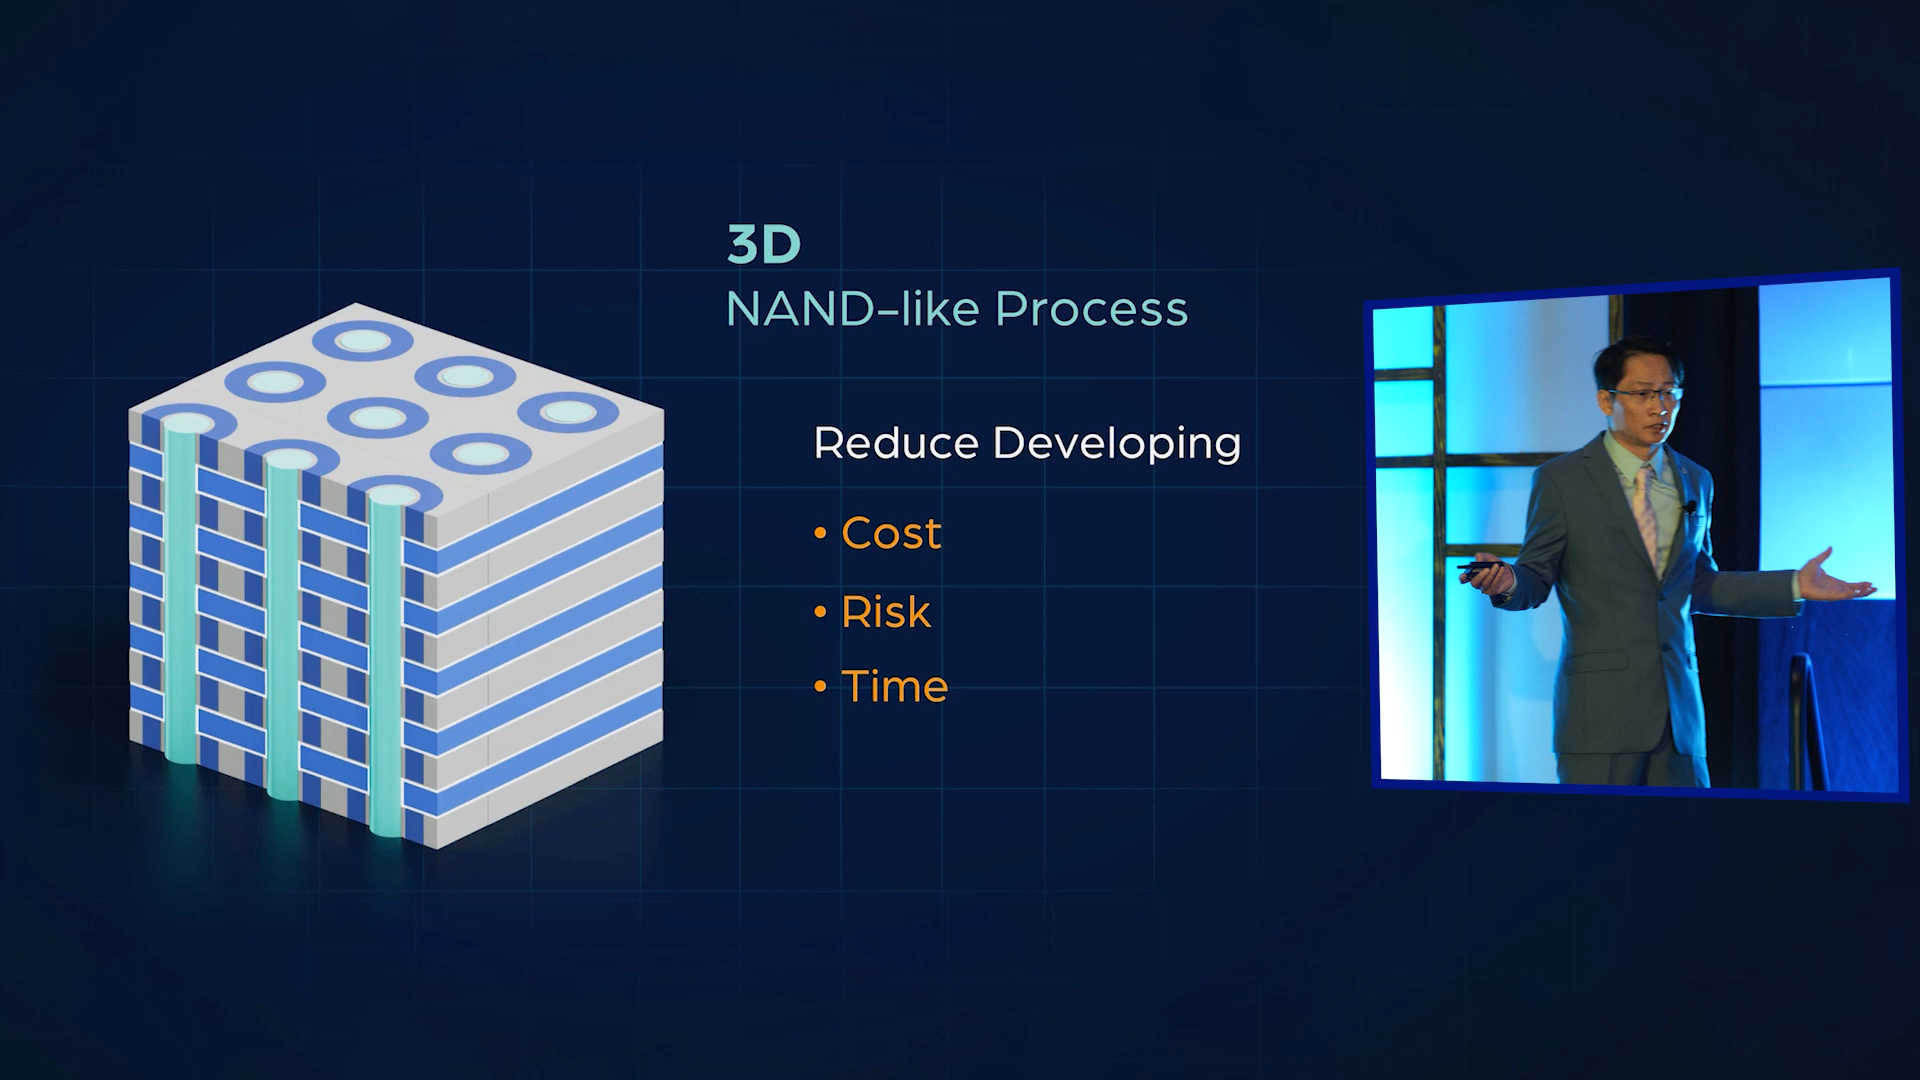 3D
NAND-like Process
Reduce Developing
• Cost
• Risk
• Time